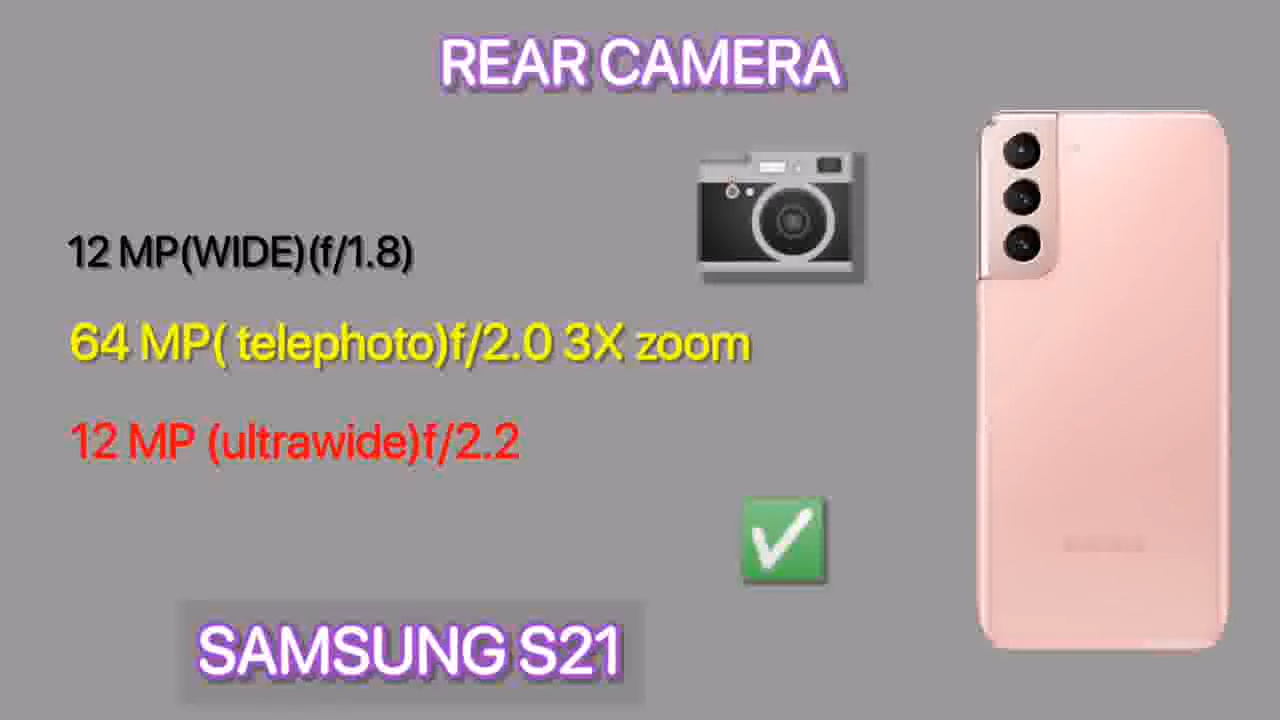 REAR CAMERA
12 MP(WIDE)(f/1.8)
64 MP( telephoto)f/2.0 3X zoom
12 MP (ultrawide)f/2.2
SAMSUNG S21